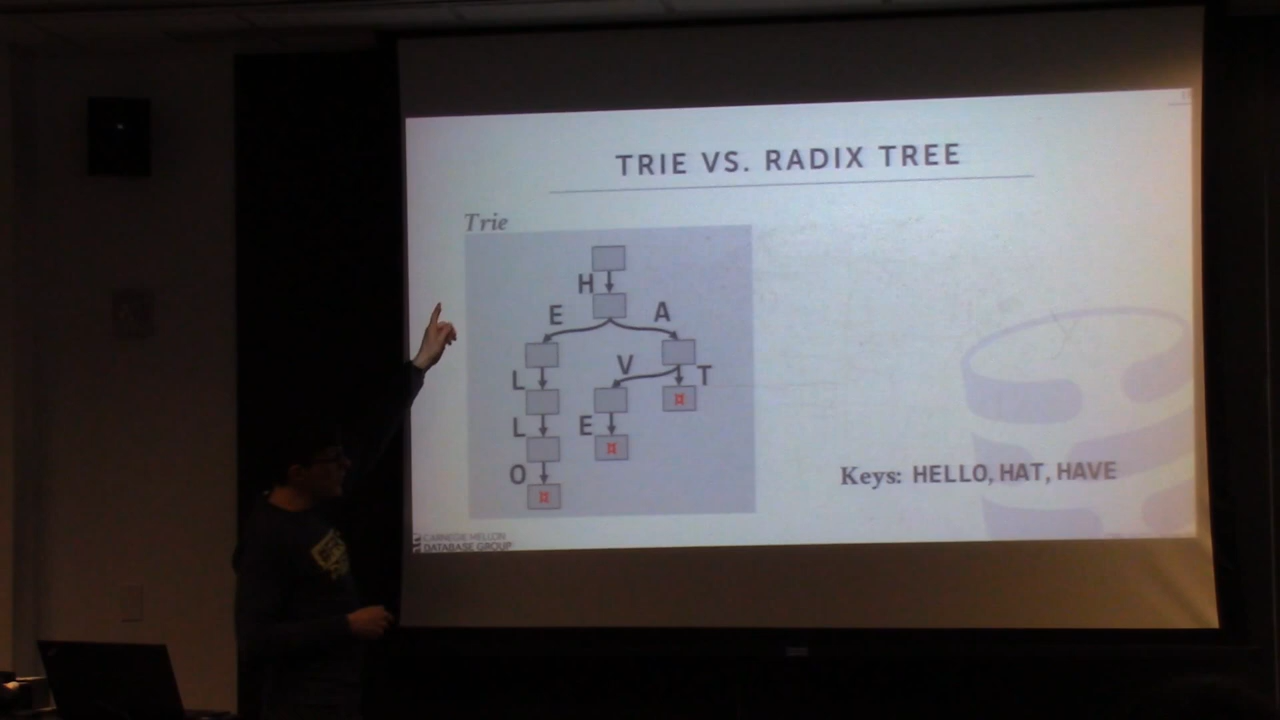 TRIE VS. RADIX TREE
Trie
H
E A
V
L T
L E
O
Keys: HELLO, HAT, HAVE
CARNEGIE MELLON
DATABASE GROUP